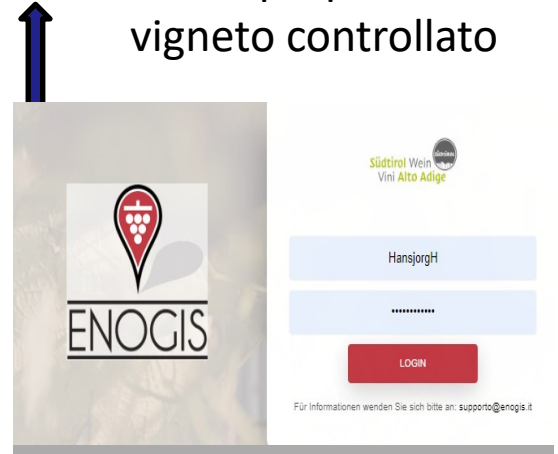 vigneto controllato
Südtirol Wein
Vini Alto Adige
ENOGIS
HansjorgH
••••••••••••
LOGIN
Für Informationen wenden Sie sich bitte an: supporto@enogis.it